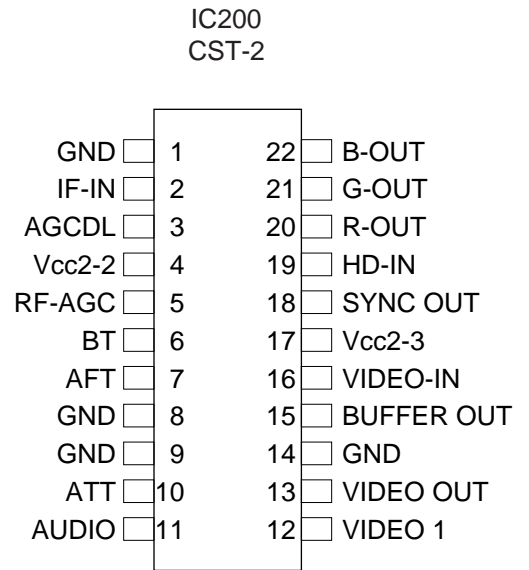 IC200
CST-2
GND 1 22 B-OUT
IF-IN 2 21 G-OUT
AGCDL 3 20 R-OUT
Vcc2-2 4 19 HD-IN
RF-AGC 5 18 SYNC OUT
BT 6 17 Vcc2-3
AFT 7 16 VIDEO-IN
GND 8 15 BUFFER OUT
GND 9 14 GND
ATT 10 13 VIDEO OUT
AUDIO 11 12 VIDEO 1